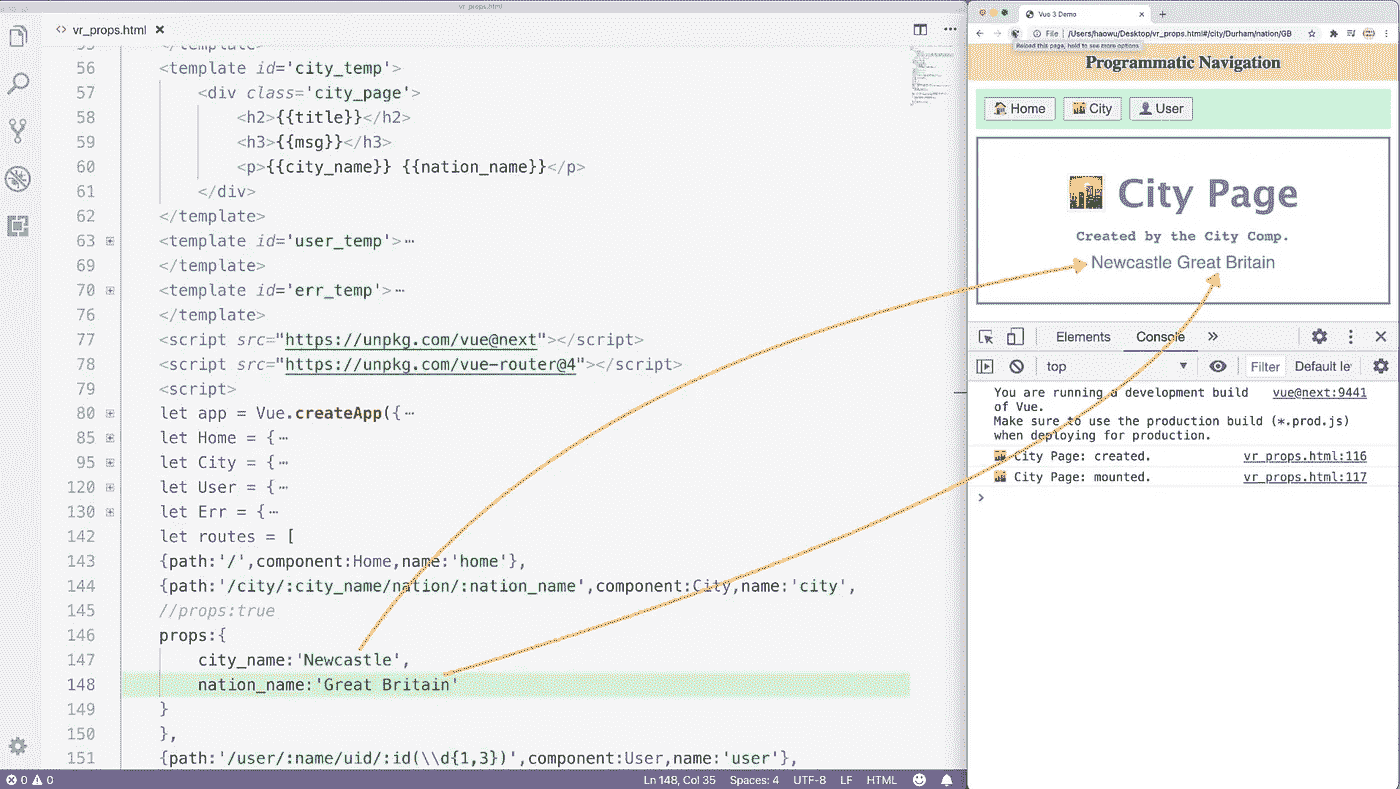 vr_props.html
<> vr_props.html ×
55 </template>
56 <template id='city_temp'>
57 <div class='city_page'>
58 <h2>{{title}}</h2>
59 <h3>{{msg}}</h3>
60 <p>{{city_name}} {{nation_name}}</p>
61 </div>
62 </template>
63 <template id='user_temp'>⋯
69 </template>
70 <template id='err_temp'>⋯
76 </template>
77 <script src="https://unpkg.com/vue@next"></script>
78 <script src="https://unpkg.com/vue-router@4"></script>
79 <script>
80 let app = Vue.createApp({⋯
85 let Home = {⋯
95 let City = {⋯
120 let User = {⋯
130 let Err = {⋯
142 let routes = [
143 {path:'/',component:Home,name:'home'},
144 {path:'/city/:city_name/nation/:nation_name',component:City,name:'city',
145 //props:true
146 props:{
147 city_name:'Newcastle',
148 nation_name:'Great Britain'
149 }
150 },
151 {path:'/user/:name/uid/:id(\\d{1,3})',component:User,name:'user'},
0 0 Ln 148, Col 35 Spaces: 4 UTF-8 LF HTML
Vue 3 Demo
File | /Users/haowu/Desktop/vr_props.html#/city/Durham/nation/GB
Reload this page, hold to see more options
Programmatic Navigation
Home City User
City Page
Created by the City Comp.
Newcastle Great Britain
Elements Console »
top Filter Default le
You are running a development build vue@next:9441
of Vue.
Make sure to use the production build (*.prod.js)
when deploying for production.
City Page: created. vr_props.html:116
City Page: mounted. vr_props.html:117
>